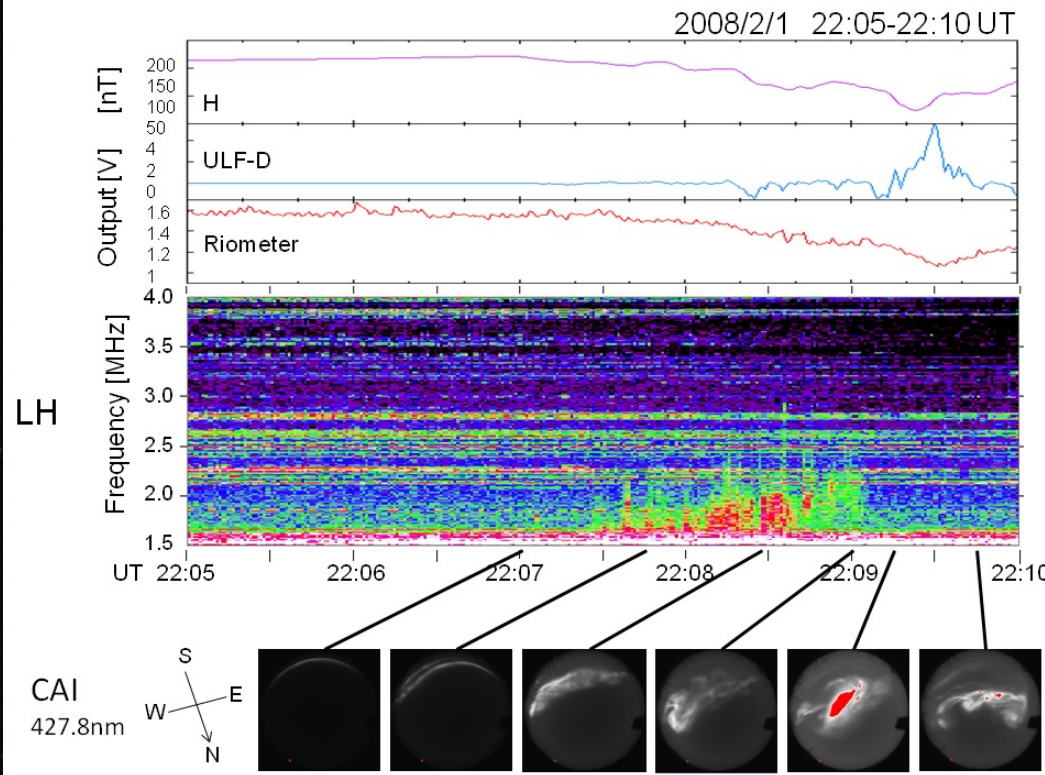 2008/2/1 22:05-22:10 UT
[nT]
200
150
100
H
Output [V]
50
4
2
0
ULF-D
1.6
1.4
1.2
1
Riometer
LH
Frequency [MHz]
4.0
3.5
3.0
2.5
2.0
1.5
UT 22:05 22:06 22:07 22:08 22:09 22:10
CAI
427.8nm
S
E
W
N